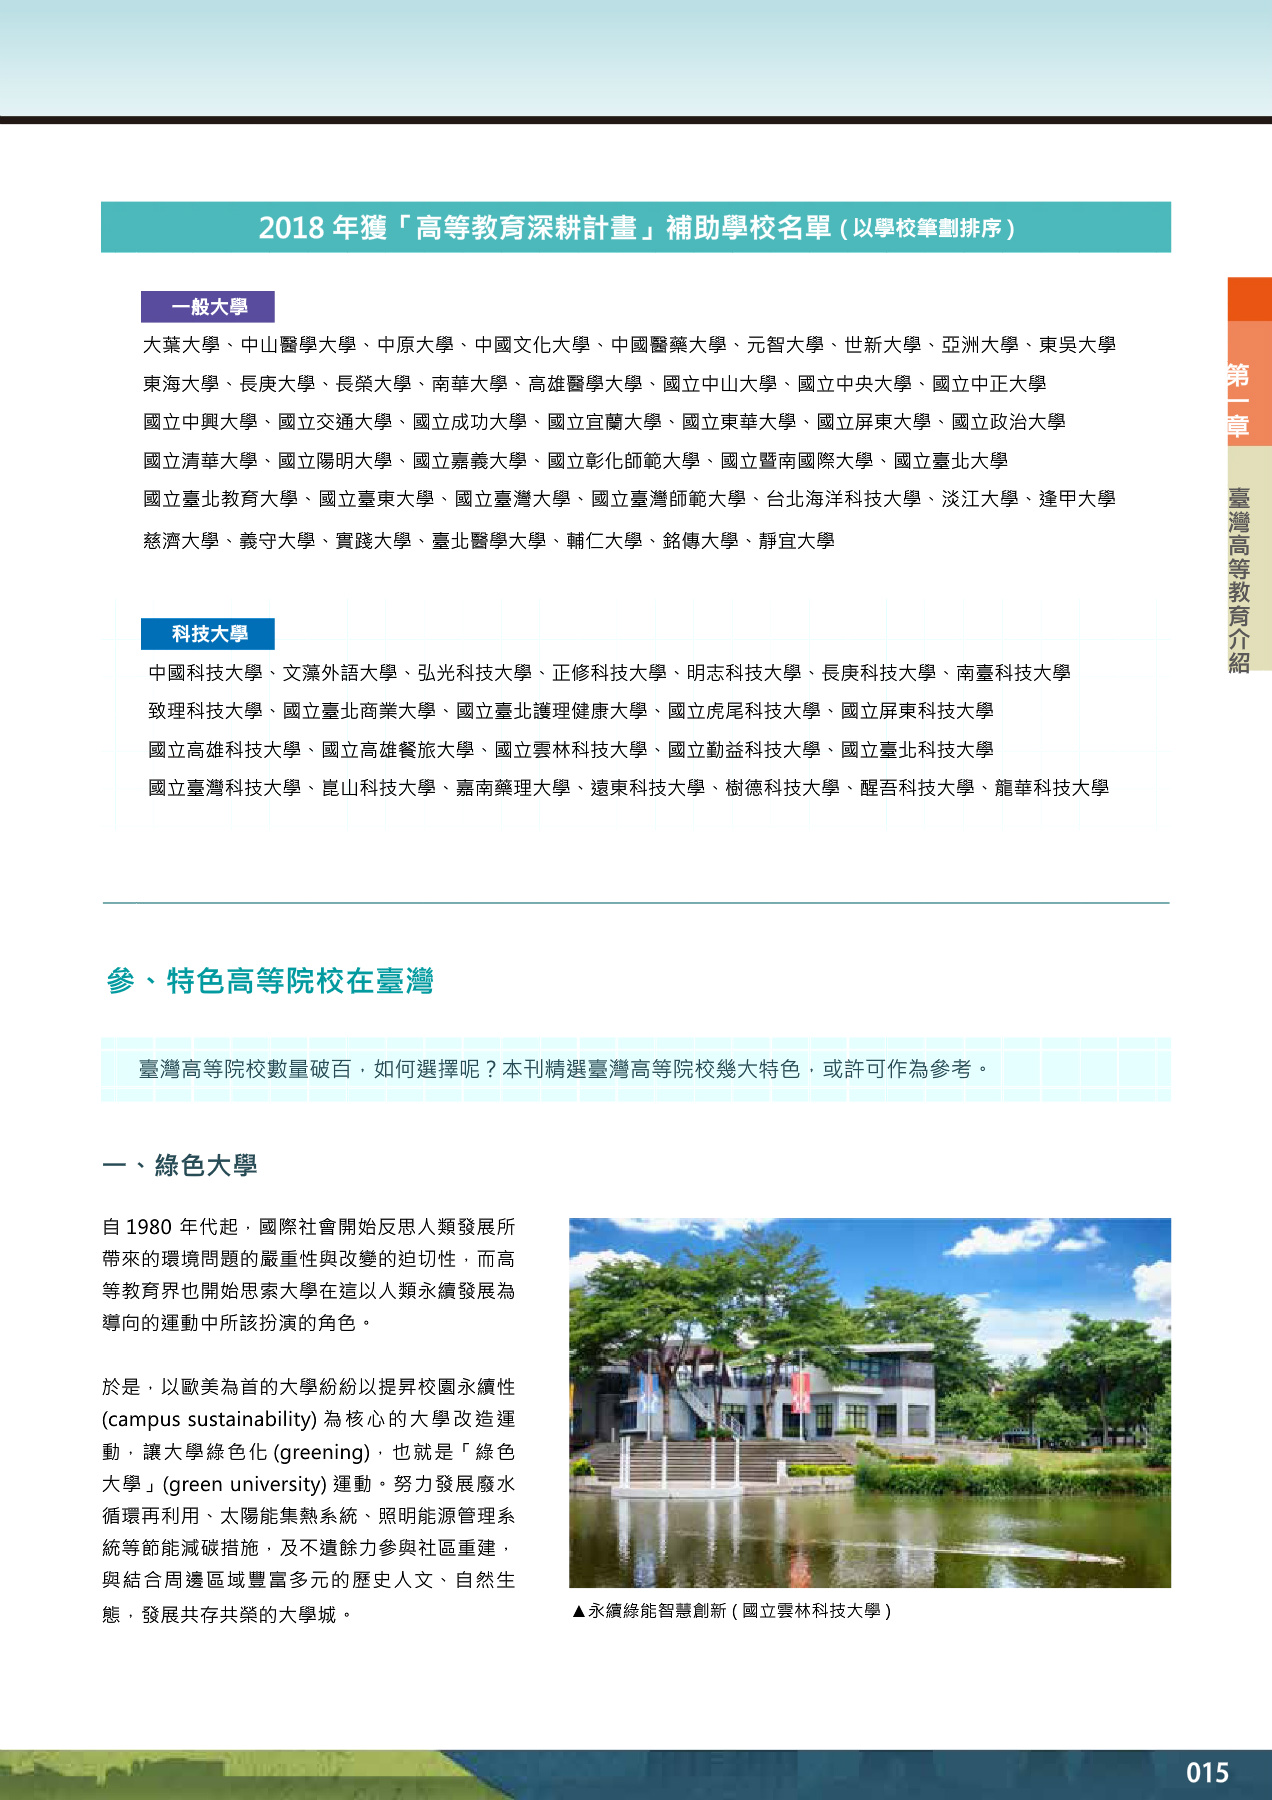 2018 年獲「高等教育深耕計畫」補助學校名單 ( 以學校筆劃排序 )
一般大學
大葉大學、中山醫學大學、中原大學、中國文化大學、中國醫藥大學、元智大學、世新大學、亞洲大學、東吳大學
東海大學、長庚大學、長榮大學、南華大學、高雄醫學大學、國立中山大學、國立中央大學、國立中正大學
國立中興大學、國立交通大學、國立成功大學、國立宜蘭大學、國立東華大學、國立屏東大學、國立政治大學
國立清華大學、國立陽明大學、國立嘉義大學、國立彰化師範大學、國立暨南國際大學、國立臺北大學
國立臺北教育大學、國立臺東大學、國立臺灣大學、國立臺灣師範大學、台北海洋科技大學、淡江大學、逢甲大學
慈濟大學、義守大學、實踐大學、臺北醫學大學、輔仁大學、銘傳大學、靜宜大學
科技大學
中國科技大學、文藻外語大學、弘光科技大學、正修科技大學、明志科技大學、長庚科技大學、南臺科技大學
致理科技大學、國立臺北商業大學、國立臺北護理健康大學、國立虎尾科技大學、國立屏東科技大學
國立高雄科技大學、國立高雄餐旅大學、國立雲林科技大學、國立勤益科技大學、國立臺北科技大學
國立臺灣科技大學、崑山科技大學、嘉南藥理大學、遠東科技大學、樹德科技大學、醒吾科技大學、龍華科技大學
第一章
臺灣高等教育介紹
參、特色高等院校在臺灣
臺灣高等院校數量破百，如何選擇呢？本刊精選臺灣高等院校幾大特色，或許可作為參考。
一、綠色大學
自 1980 年代起，國際社會開始反思人類發展所
帶來的環境問題的嚴重性與改變的迫切性，而高
等教育界也開始思索大學在這以人類永續發展為
導向的運動中所該扮演的角色。
於是，以歐美為首的大學紛紛以提昇校園永續性
(campus sustainability) 為核心的大學改造運
動，讓大學綠色化 (greening)，也就是「綠色
大學」(green university) 運動。努力發展廢水
循環再利用、太陽能集熱系統、照明能源管理系
統等節能減碳措施，及不遺餘力參與社區重建，
與結合周邊區域豐富多元的歷史人文、自然生
態，發展共存共榮的大學城。
▲永續綠能智慧創新 ( 國立雲林科技大學 )
015